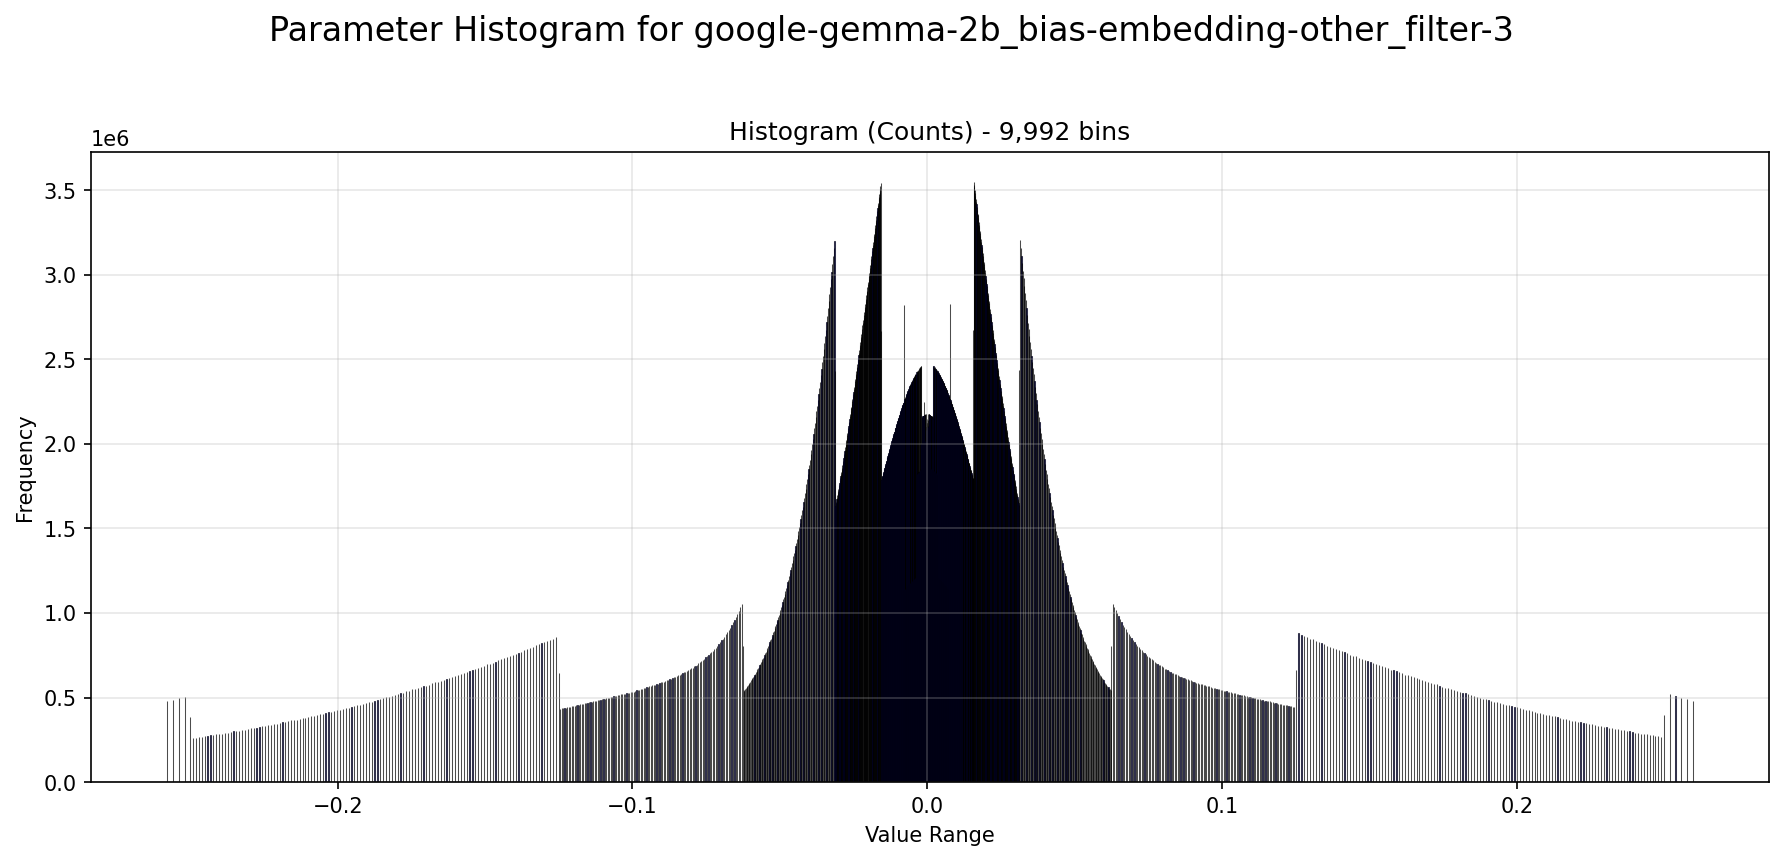 Parameter Histogram for google-gemma-2b_bias-embedding-other_filter-3
Histogram (Counts) - 9,992 bins
1e6
3.5
3.0
2.5
2.0
1.5
1.0
0.5
0.0
Frequency
−0.2
−0.1
0.0
0.1
0.2
Value Range